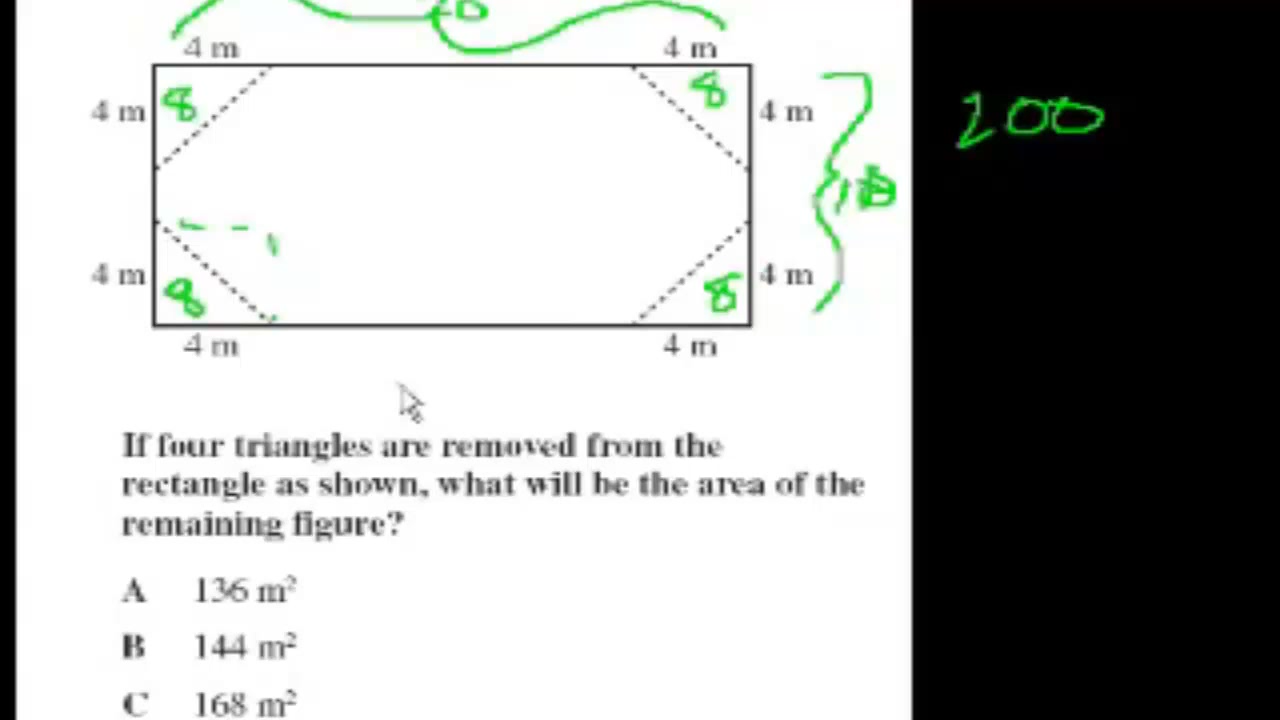 4 m 4 m
8 8
4 m 4 m
200
10
4 m 4 m
8 8
4 m 4 m
If four triangles are removed from the
rectangle as shown, what will be the area of the
remaining figure?
A 136 m²
B 144 m²
C 168 m²